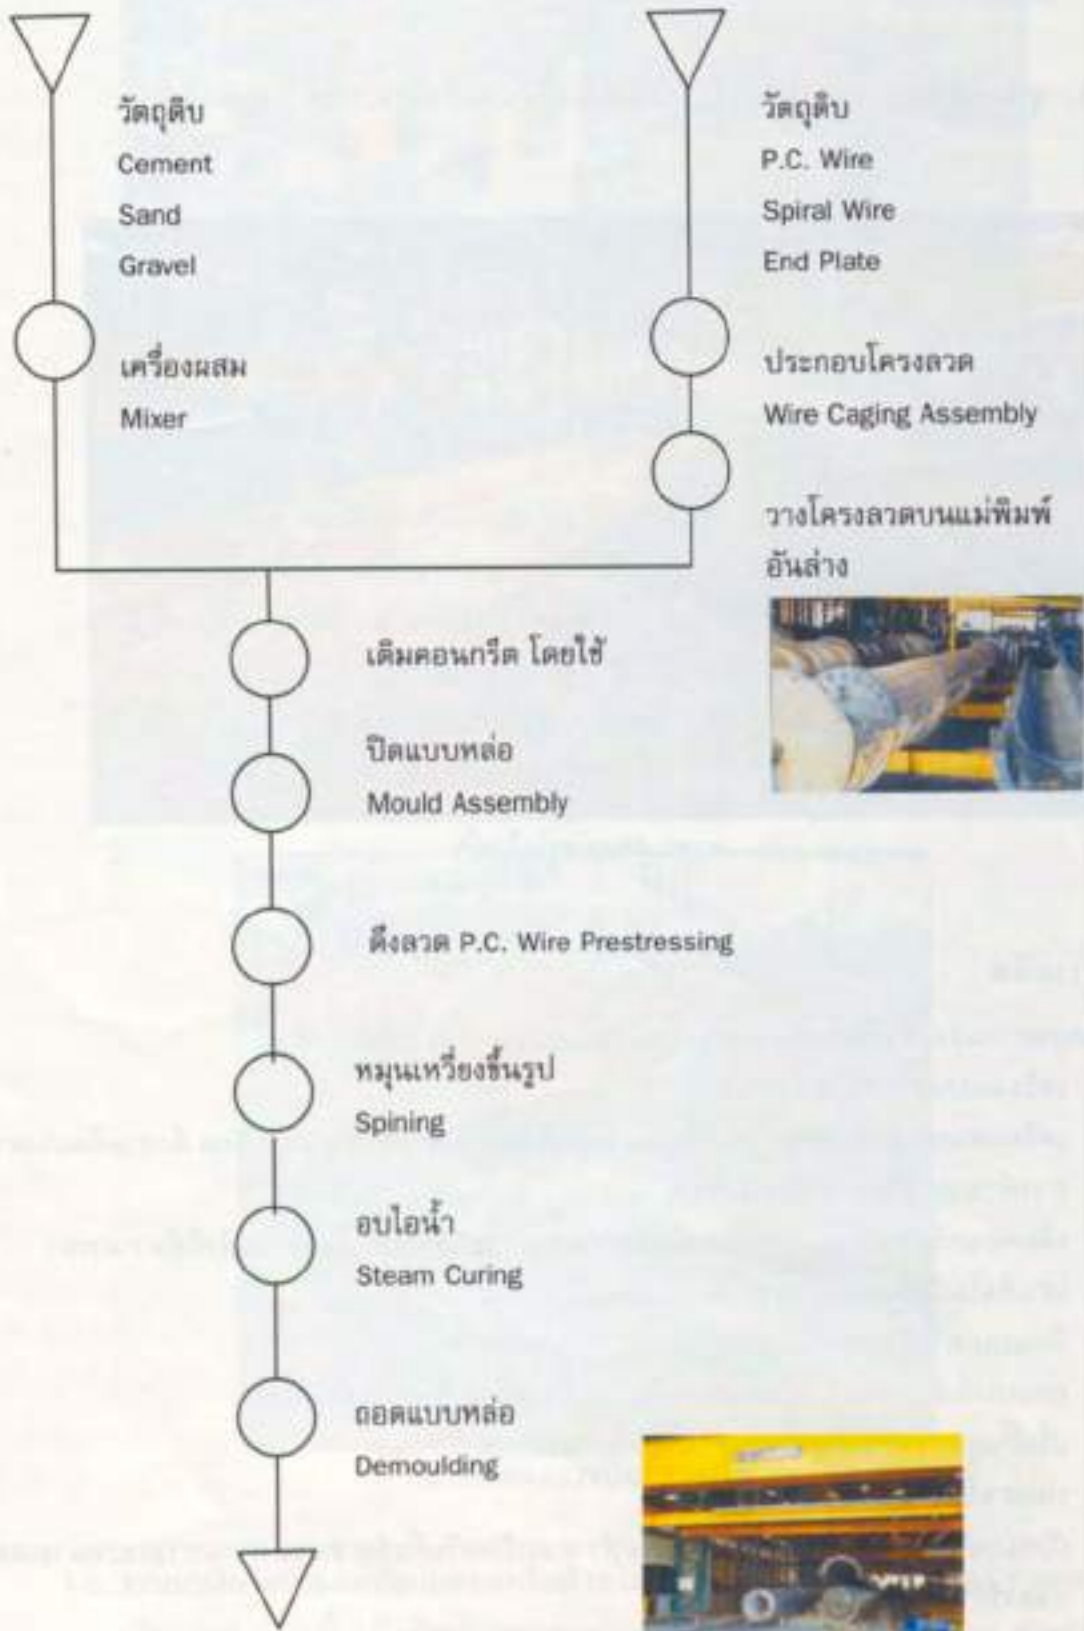 วัตถุดิบ
Cement
Sand
Gravel
เครื่องผสม
Mixer
วัตถุดิบ
P.C. Wire
Spiral Wire
End Plate
ประกอบโครงลวด
Wire Caging Assembly
วางโครงลวดบนแม่พิมพ์
อันล่าง
เติมคอนกรีต โดยใช้
ปิดแบบหล่อ
Mould Assembly
ดึงลวด P.C. Wire Prestressing
หมุนเหวี่ยงขึ้นรูป
Spining
อบไอน้ำ
Steam Curing
ถอดแบบหล่อ
Demoulding